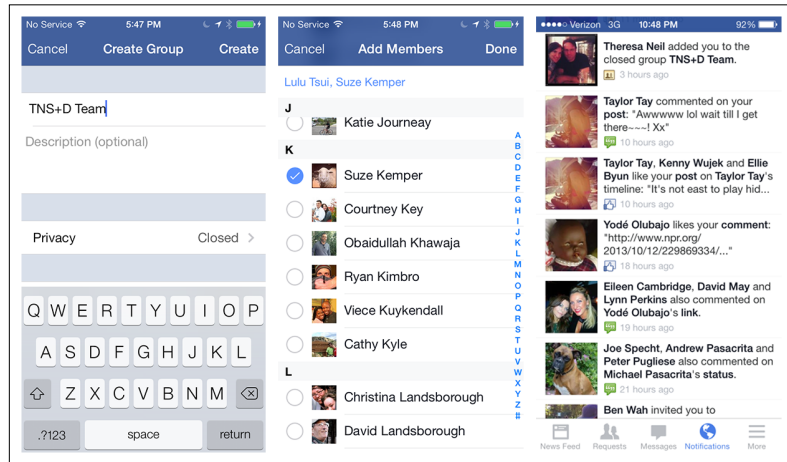 No Service 5:47 PM
Cancel Create Group Create
TNS+D Team
Description (optional)
Privacy Closed >
Q W E R T Y U I O P
A S D F G H J K L
Z X C V B N M
.?123 space return
No Service 5:48 PM
Cancel Add Members Done
Lulu Tsui, Suze Kemper
J
Katie Journeay
K
Suze Kemper
Courtney Key
Obaidullah Khawaja
Ryan Kimbro
Viece Kuykendall
Cathy Kyle
L
Christina Landsborough
David Landsborough
A
B
C
D
E
F
G
H
I
J
K
L
M
N
O
P
Q
R
S
T
U
V
W
X
Y
Z
#
Verizon 3G 10:48 PM 92%
Theresa Neil added you to the
closed group TNS+D Team.
3 hours ago
Taylor Tay commented on your
post: "Awwwww lol wait till I get
there~~~! Xx"
10 hours ago
Taylor Tay, Kenny Wujek and Ellie
Byun like your post on Taylor Tay's
timeline: "It's not east to play hid...
10 hours ago
Yodé Olubajo likes your comment:
"http://www.npr.org/
2013/10/12/229869334/..."
18 hours ago
Eileen Cambridge, David May and
Lynn Perkins also commented on
Yodé Olubajo's link.
19 hours ago
Joe Specht, Andrew Pasacrita and
Peter Pugliese also commented on
Michael Pasacrita's status.
21 hours ago
Ben Wah invited you to
News Feed Requests Messages Notifications More